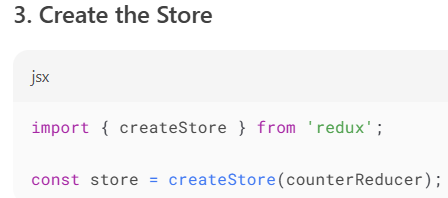 3. Create the Store
jsx
import { createStore } from 'redux';
const store = createStore(counterReducer);